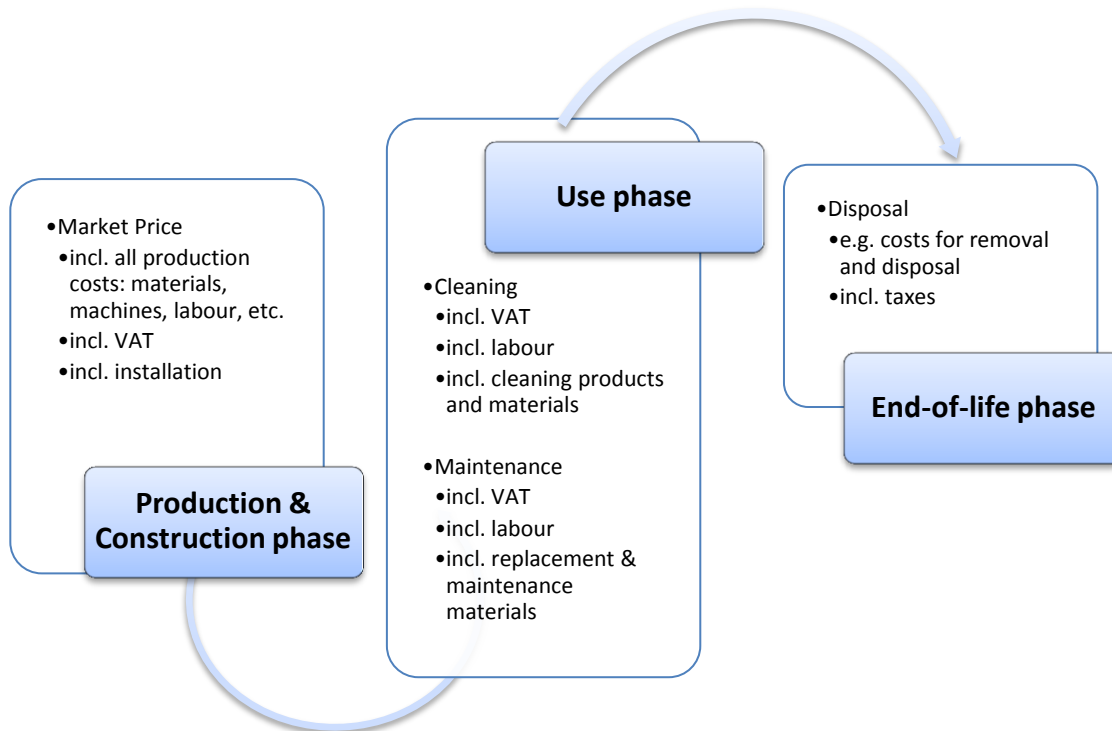 •Market Price
•incl. all production
costs: materials,
machines, labour, etc.
•incl. VAT
•incl. installation
Production &
Construction phase
Use phase
•Cleaning
•incl. VAT
•incl. labour
•incl. cleaning products
and materials
•Maintenance
•incl. VAT
•incl. labour
•incl. replacement &
maintenance
materials
•Disposal
•e.g. costs for removal
and disposal
•incl. taxes
End-of-life phase